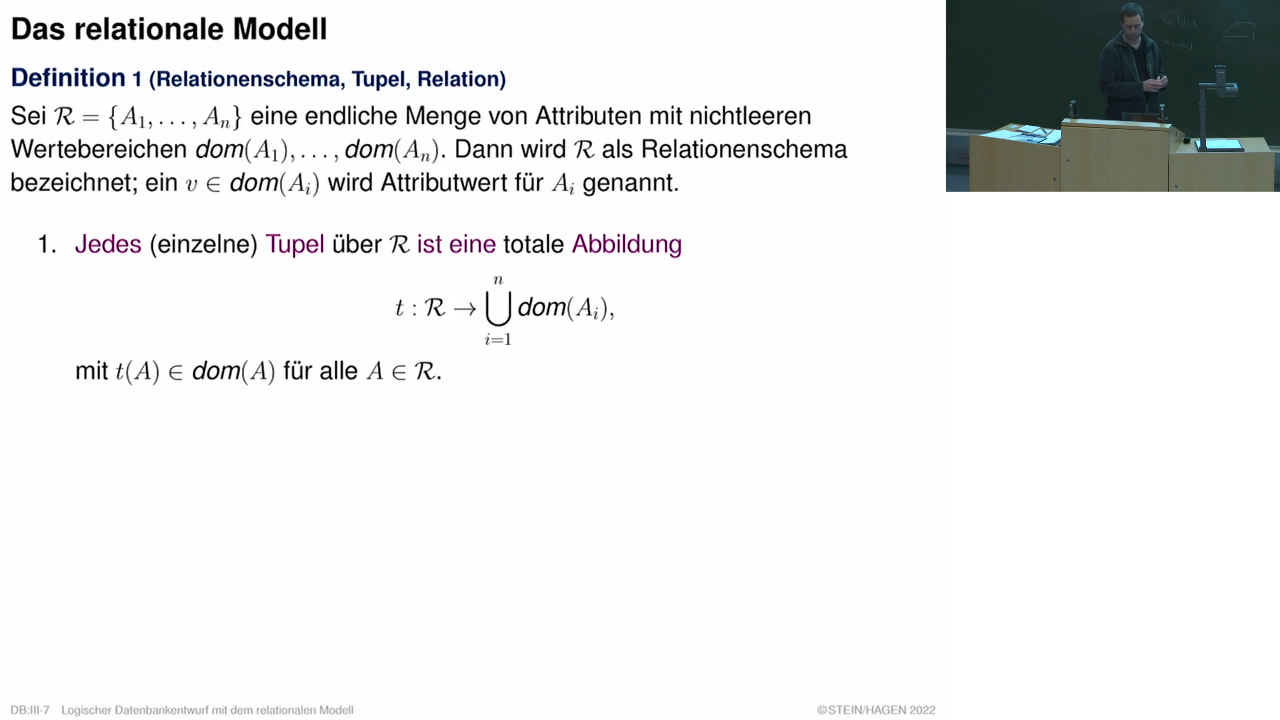 Das relationale Modell
Definition 1 (Relationenschema, Tupel, Relation)
Sei ℛ = {A₁, . . . , Aₙ} eine endliche Menge von Attributen mit nichtleeren
Wertebereichen dom(A₁), . . . , dom(Aₙ). Dann wird ℛ als Relationenschema
bezeichnet; ein v ∈ dom(Aᵢ) wird Attributwert für Aᵢ genannt.
1. Jedes (einzelne) Tupel über ℛ ist eine totale Abbildung
t : ℛ → ⋃ᵢ₌₁ⁿ dom(Aᵢ),
mit t(A) ∈ dom(A) für alle A ∈ ℛ.
DB:III-7 Logischer Datenbankentwurf mit dem relationalen Modell
©STEIN/HAGEN 2022